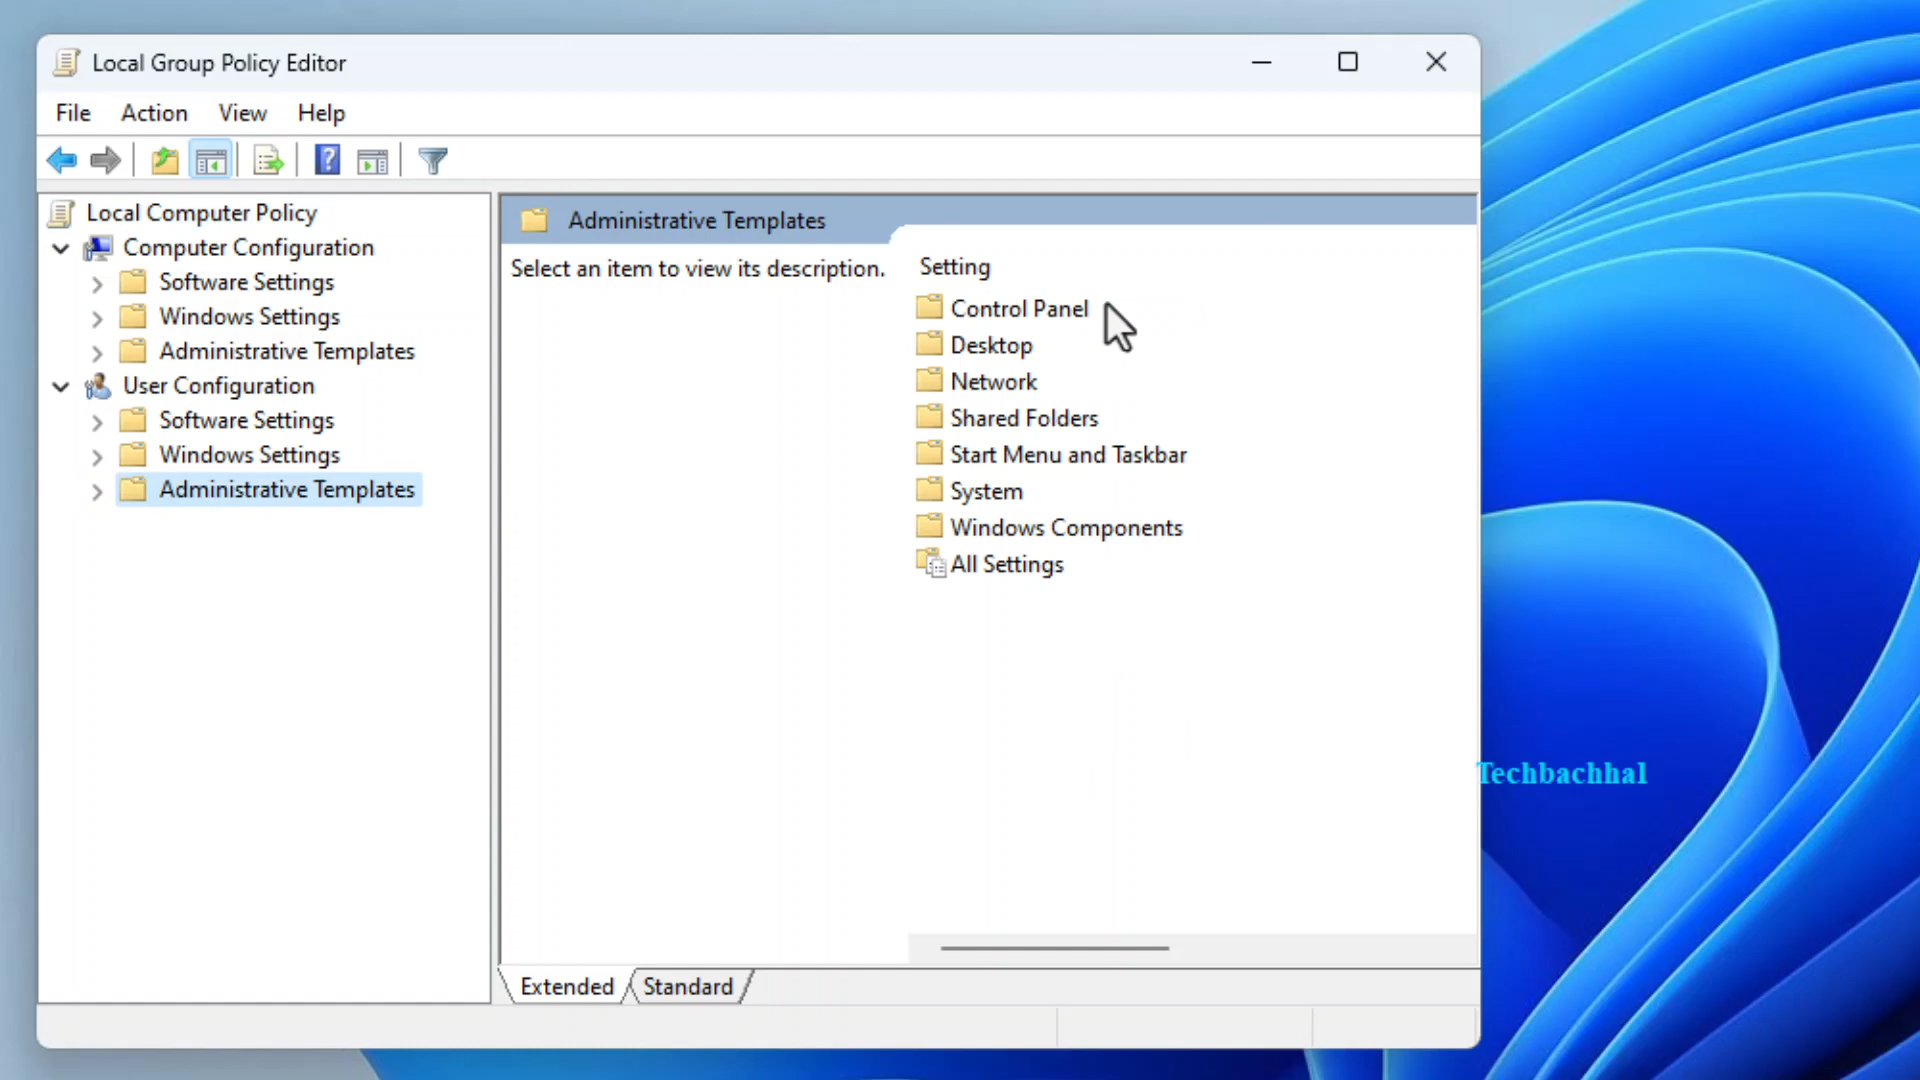 Local Group Policy Editor
File Action View Help
Local Computer Policy
Computer Configuration
Software Settings
Windows Settings
Administrative Templates
User Configuration
Software Settings
Windows Settings
Administrative Templates
Administrative Templates
Select an item to view its description.
Setting
Control Panel
Desktop
Network
Shared Folders
Start Menu and Taskbar
System
Windows Components
All Settings
Techbachhal
Extended Standard